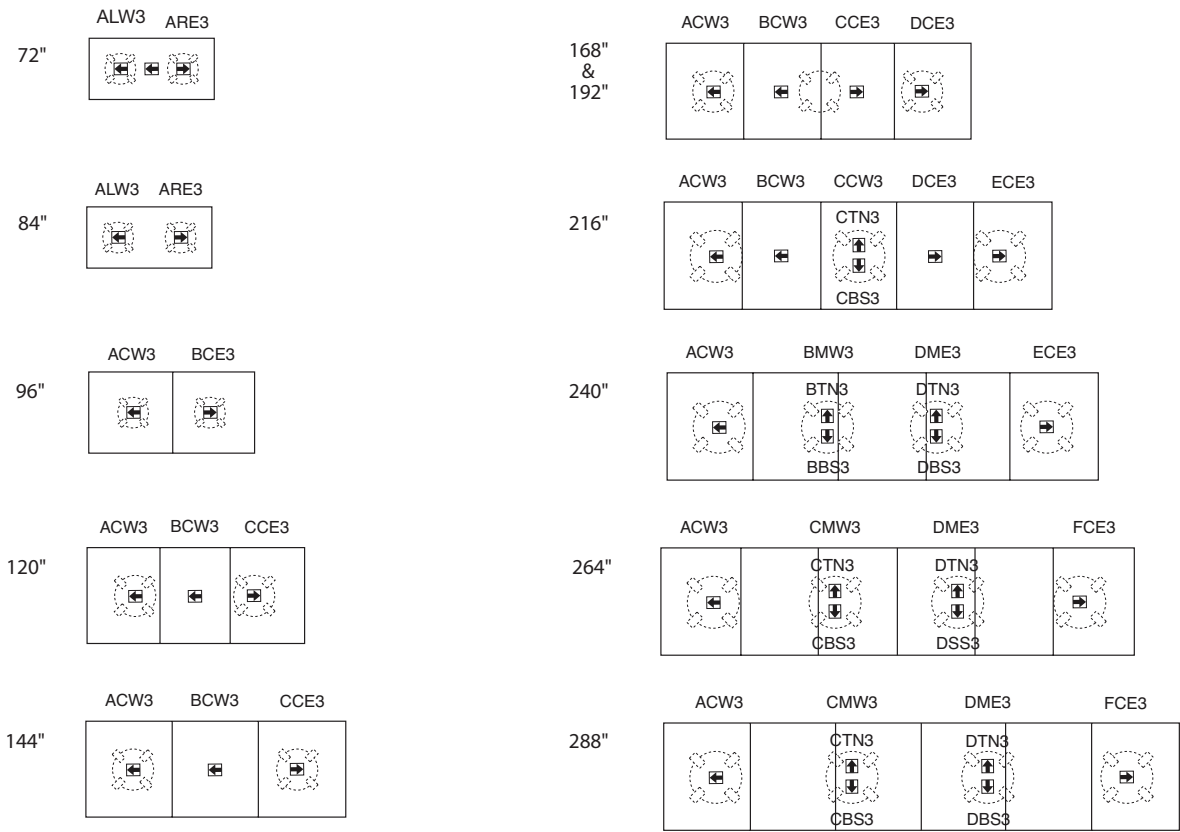 ALW3 ARE3
72"
ALW3 ARE3
84"
ACW3 BCE3
96"
ACW3 BCW3 CCE3
120"
ACW3 BCW3 CCE3
144"
ACW3 BCW3 CCE3 DCE3
168"
&
192"
ACW3 BCW3 CCW3 DCE3 ECE3
216"
CTN3
CBS3
ACW3 BMW3 DME3 ECE3
240"
BTN3 DTN3
BBS3 DBS3
ACW3 CMW3 DME3 FCE3
264"
CTN3 DTN3
CBS3 DSS3
ACW3 CMW3 DME3 FCE3
288"
CTN3 DTN3
CBS3 DBS3